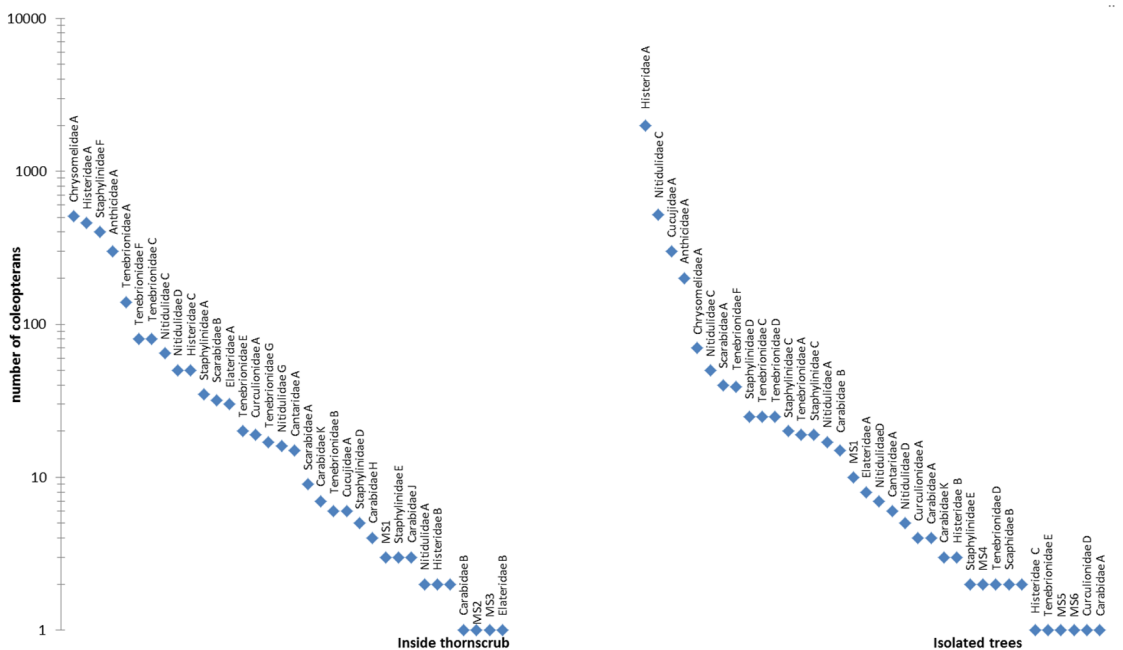 10000
1000
100
10
1
number of coleopterans
Chrysomelidae A
Histeridae A
Staphylinidae F
Anthicidae A
Tenebrionidae A
Tenebrionidae F
Tenebrionidae C
Nitidulidae C
Nitidulidae D
Histeridae C
Staphylinidae A
Scarabidae B
Elateridae A
Tenebrionidae E
Curculionidae A
Tenebrionidae G
Nitidulidae G
Cantaridae A
Scarabidae A
Carabidae K
Tenebrionidae B
Cucujidae A
Staphylinidae D
Carabidae H
MS1
Staphylinidae E
Carabidae J
Nitidulidae A
Histeridae B
Carabidae B
MS2
MS3
Elateridae B
Inside thornscrub
Histeridae A
Nitidulidae C
Cucujidae A
Anthicidae A
Chrysomelidae A
Nitidulidae C
Scarabidae A
Tenebrionidae F
Staphylinidae D
Tenebrionidae C
Tenebrionidae D
Staphylinidae C
Tenebrionidae A
Staphylinidae C
Nitidulidae A
Carabidae B
MS1
Elateridae A
Nitidulidae D
Cantaridae A
Nitidulidae D
Curculionidae A
Carabidae A
Carabidae K
Histeridae B
Staphylinidae E
MS4
Tenebrionidae D
Scaphidae B
Histeridae C
Tenebrionidae E
MS5
MS6
Curculionidae D
Carabidae A
Isolated trees